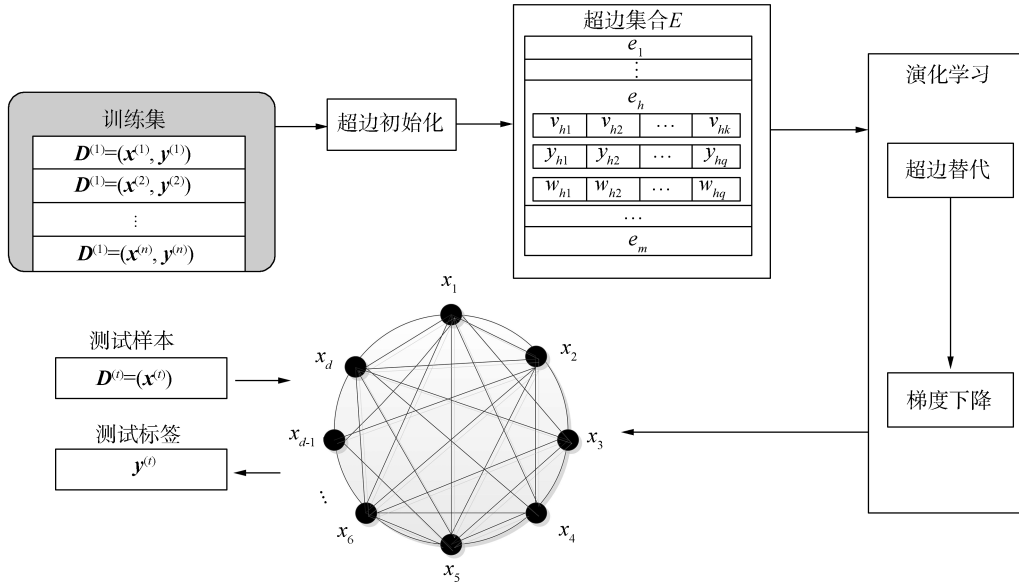 训练集
D(1)=(x(1), y(1))
D(1)=(x(2), y(2))
⋮
D(1)=(x(n), y(n))
超边初始化
超边集合E
e1
⋮
eh
vh1 vh2 … vhk
yh1 yh2 … yhq
wh1 wh2 … whq
…
em
演化学习
超边替代
梯度下降
测试样本
D(t)=(x(t))
测试标签
y(t)
x1
x2
x3
x4
x5
x6
⋱
xd-1
xd